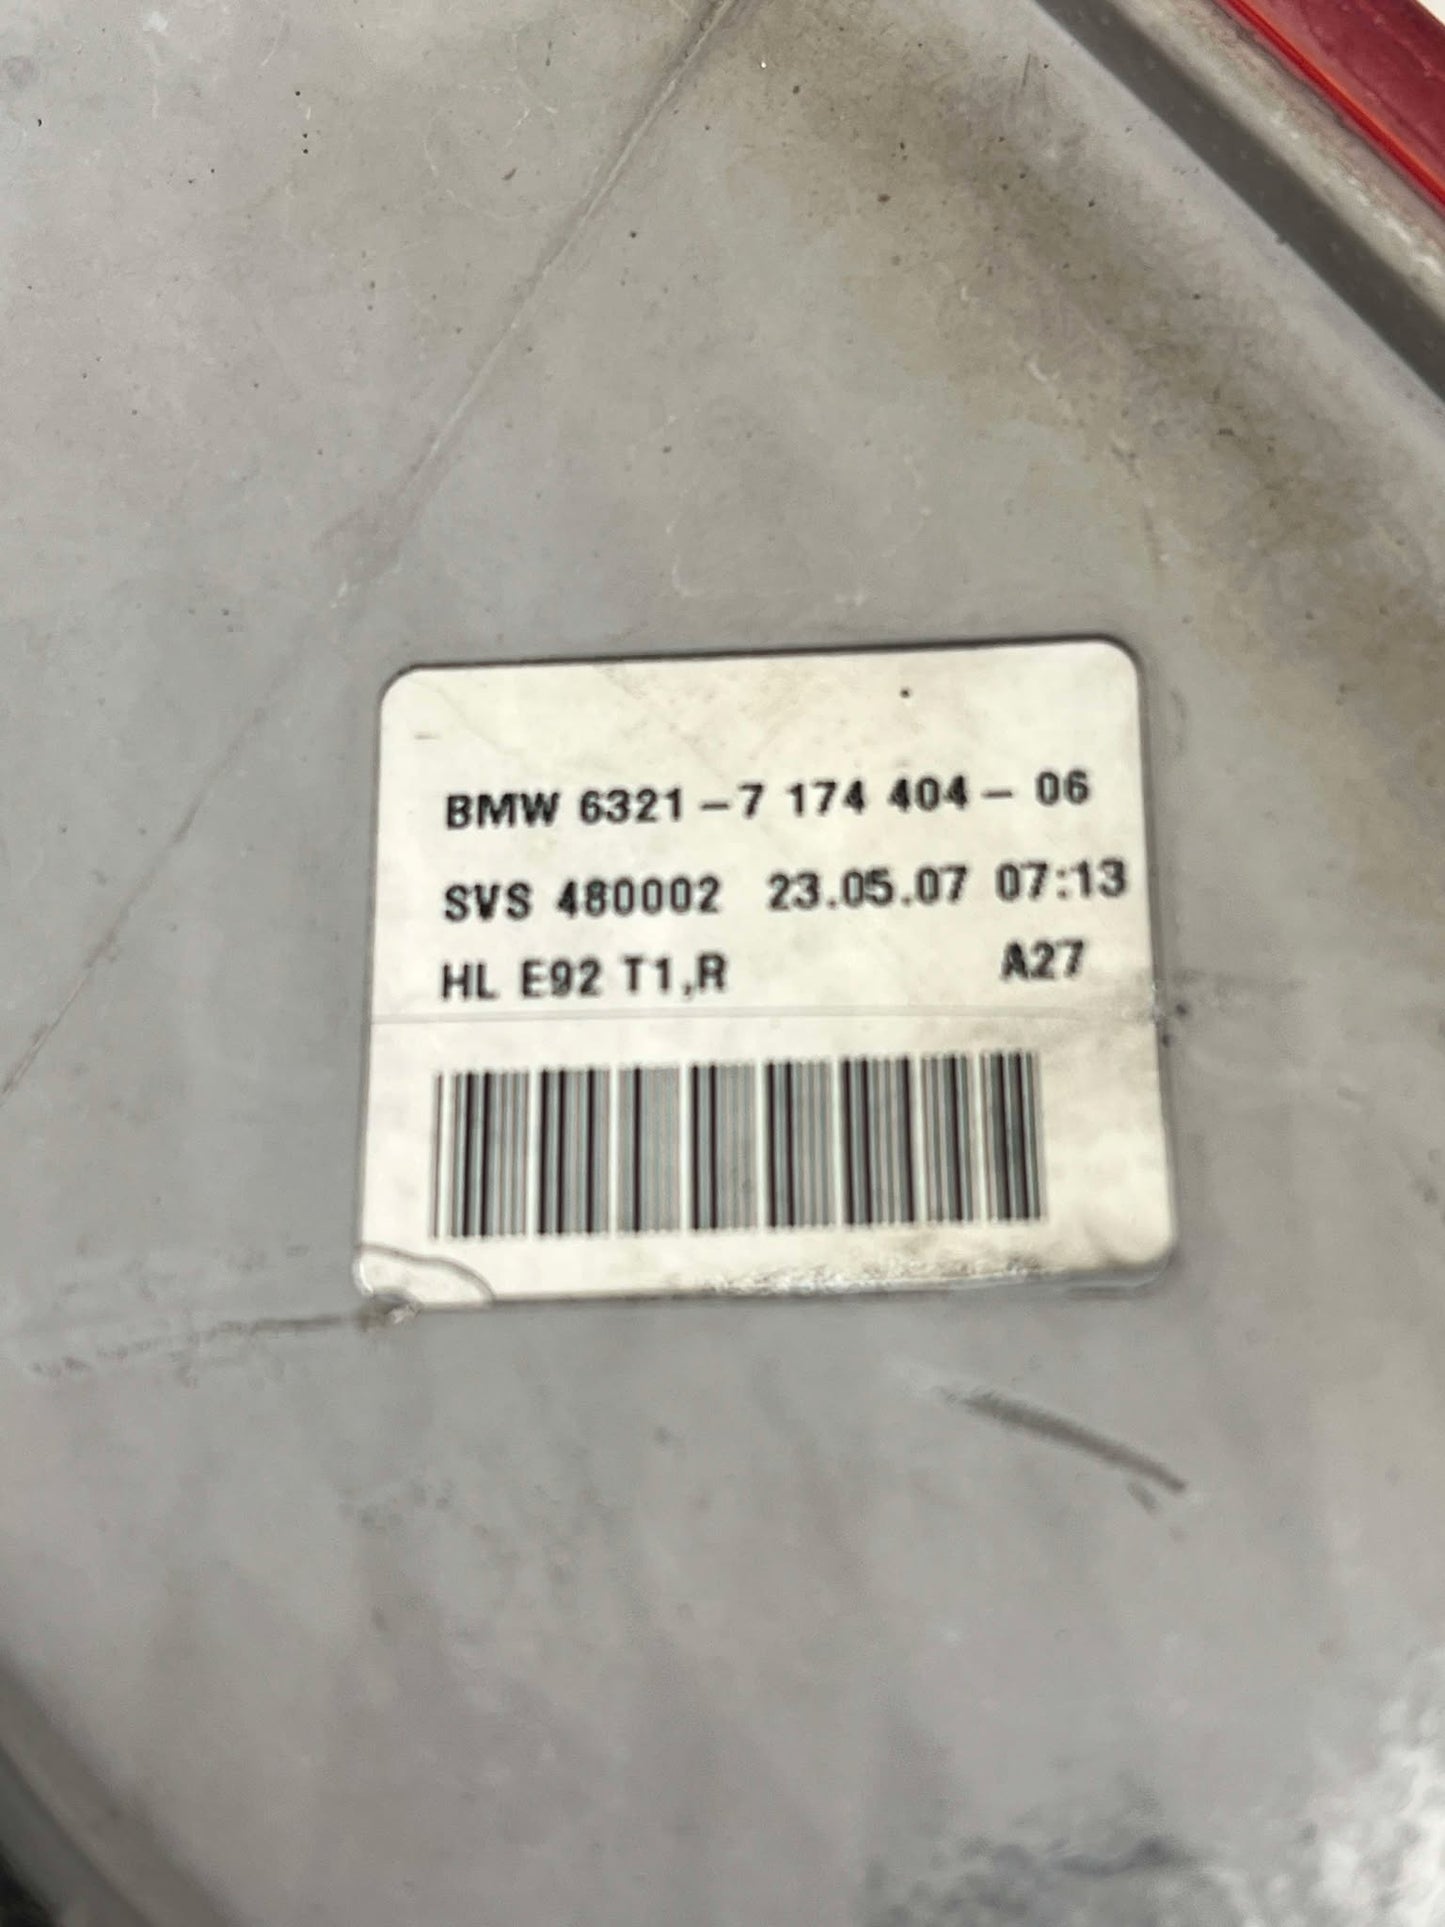 BMW 6321-7 174 404-06
SVS 480002 23.05.07 07:13
HL E92 T1,R A27